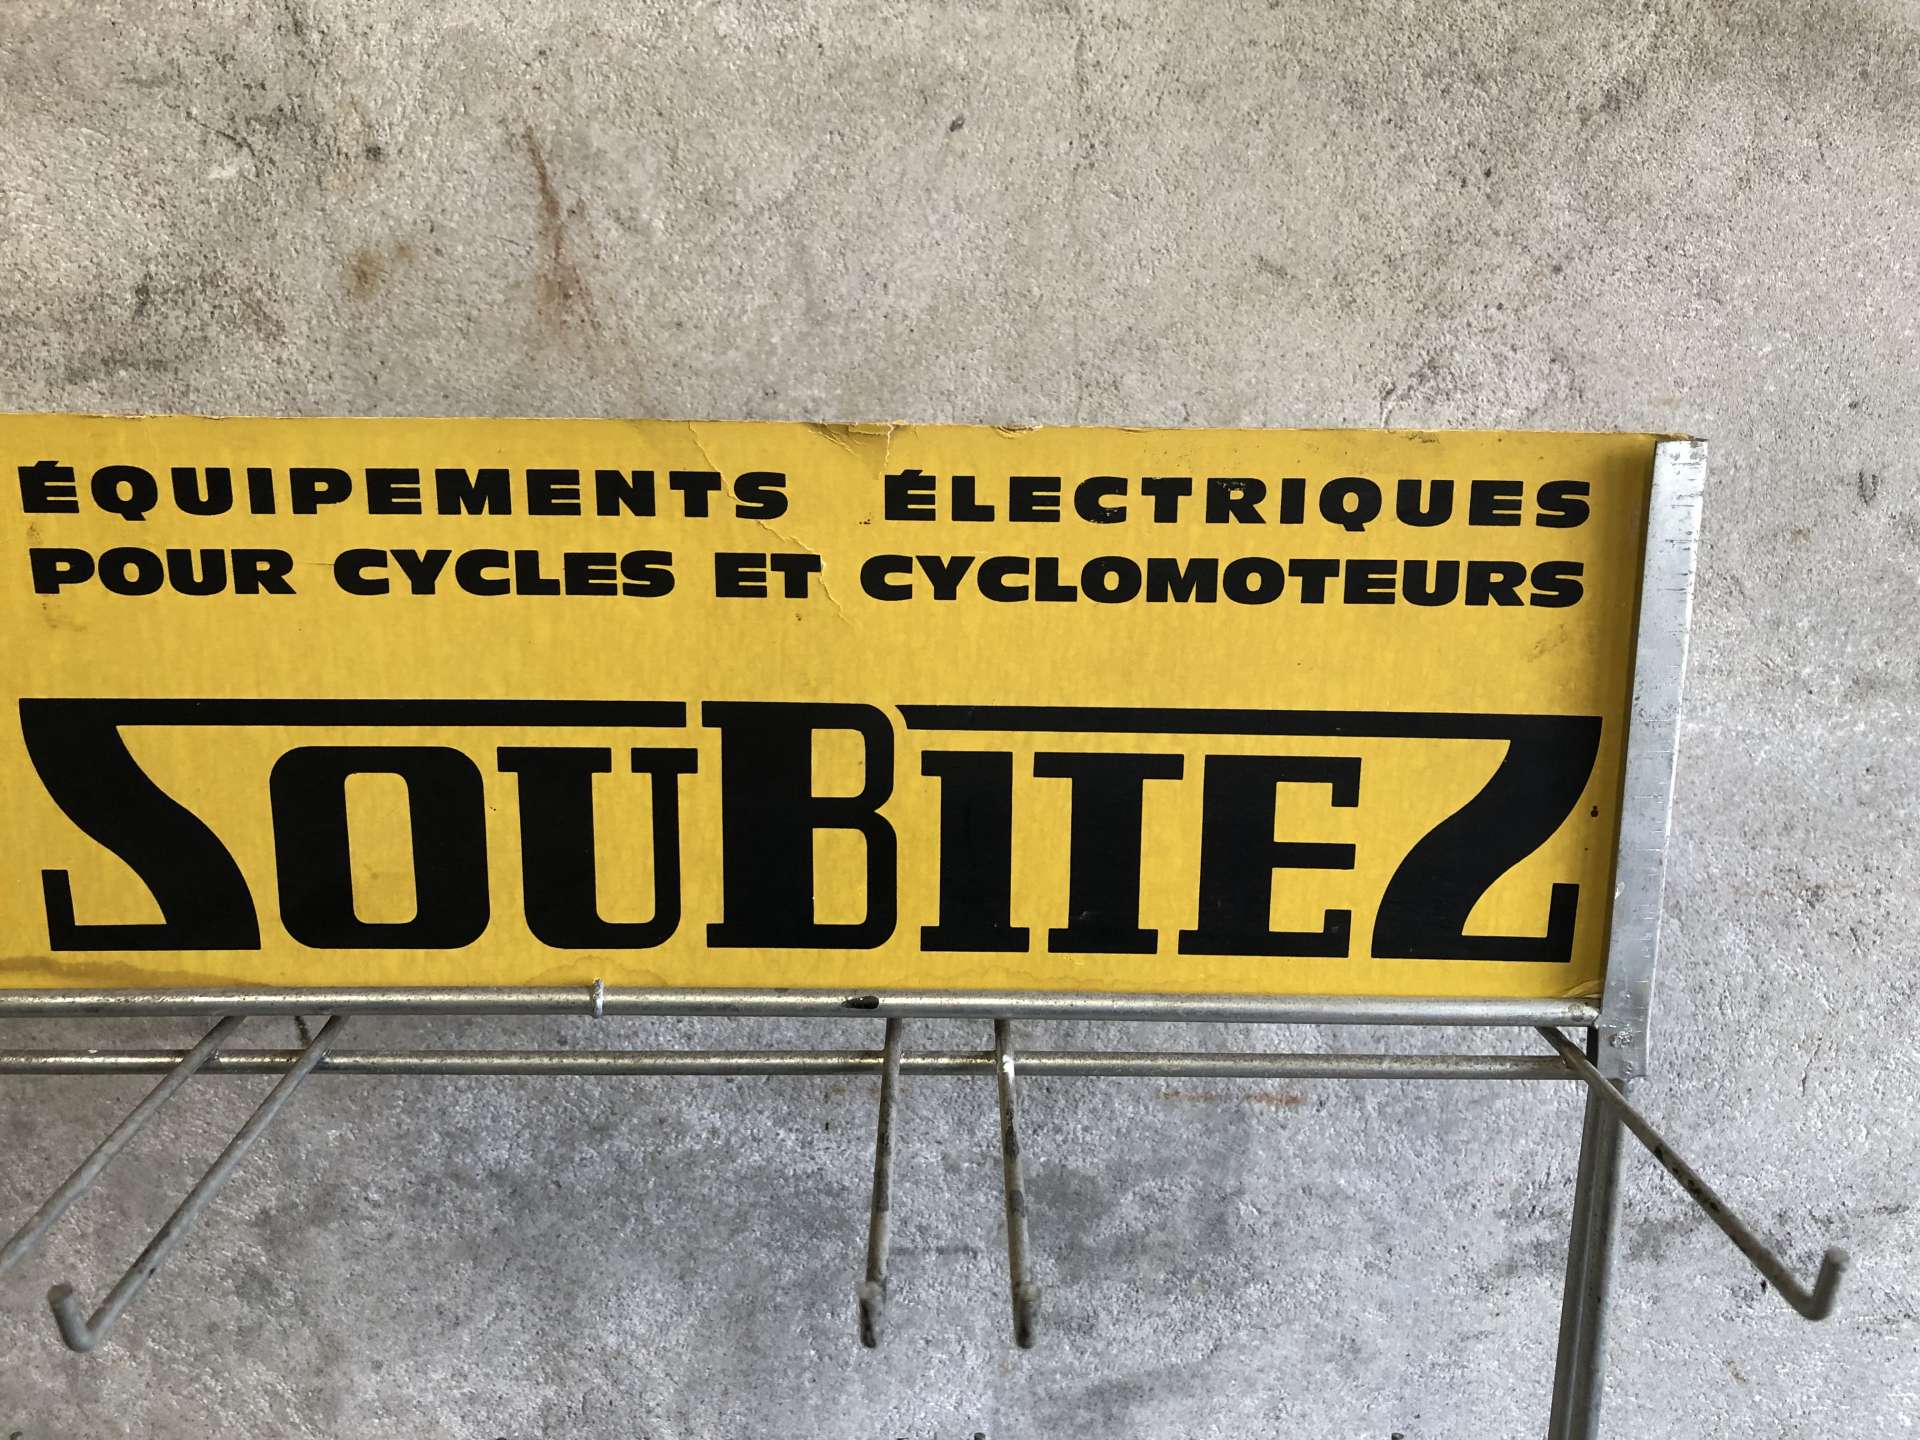 ÉQUIPEMENTS ÉLECTRIQUES
POUR CYCLES ET CYCLOMOTEURS
SOUBITEZ